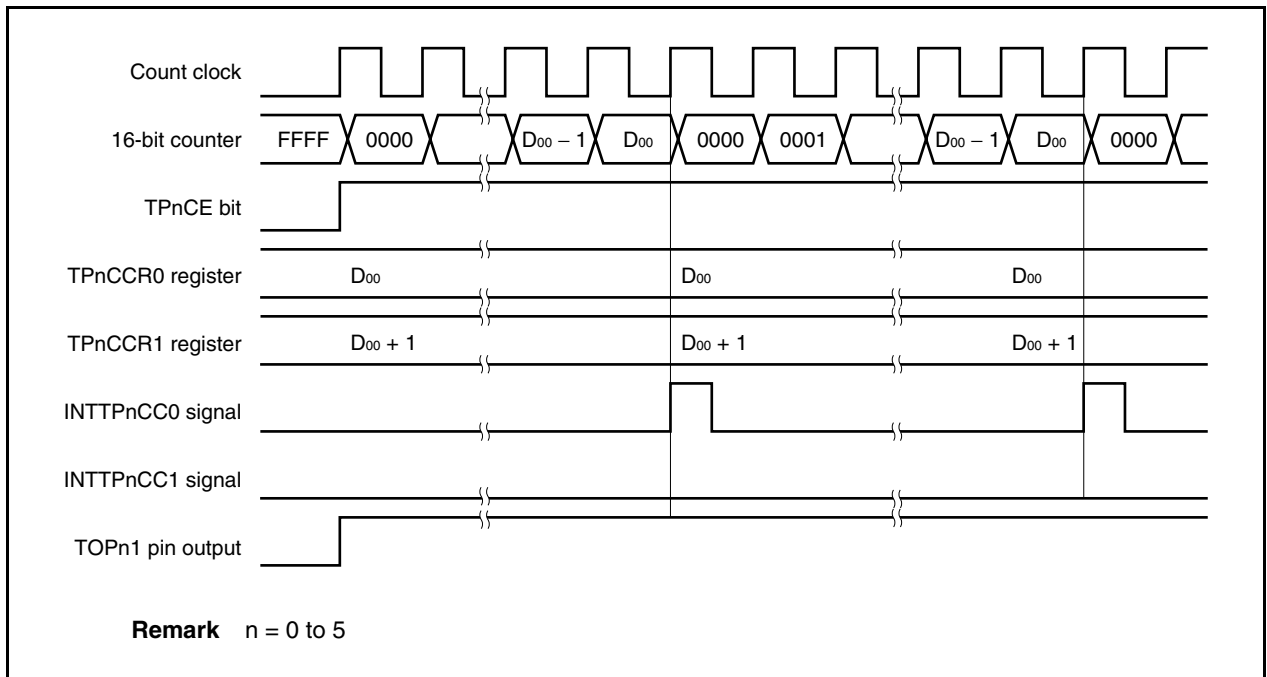 Count clock
16-bit counter FFFF 0000 D00 − 1 D00 0000 0001 D00 − 1 D00 0000
TPnCE bit
TPnCCR0 register D00 D00 D00
TPnCCR1 register D00 + 1 D00 + 1 D00 + 1
INTTPnCC0 signal
INTTPnCC1 signal
TOPn1 pin output
Remark n = 0 to 5